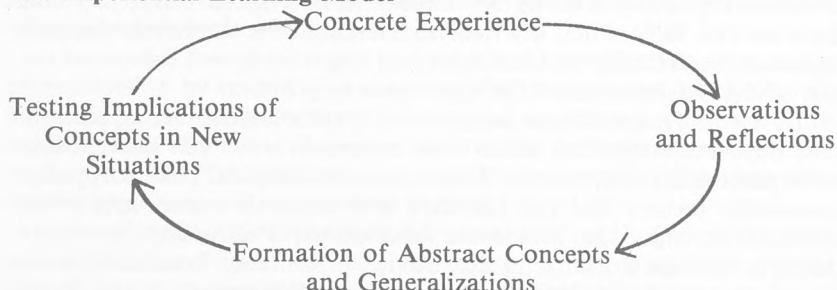 Concrete Experience
Observations
and Reflections
Formation of Abstract Concepts
and Generalizations
Testing Implications of
Concepts in New
Situations